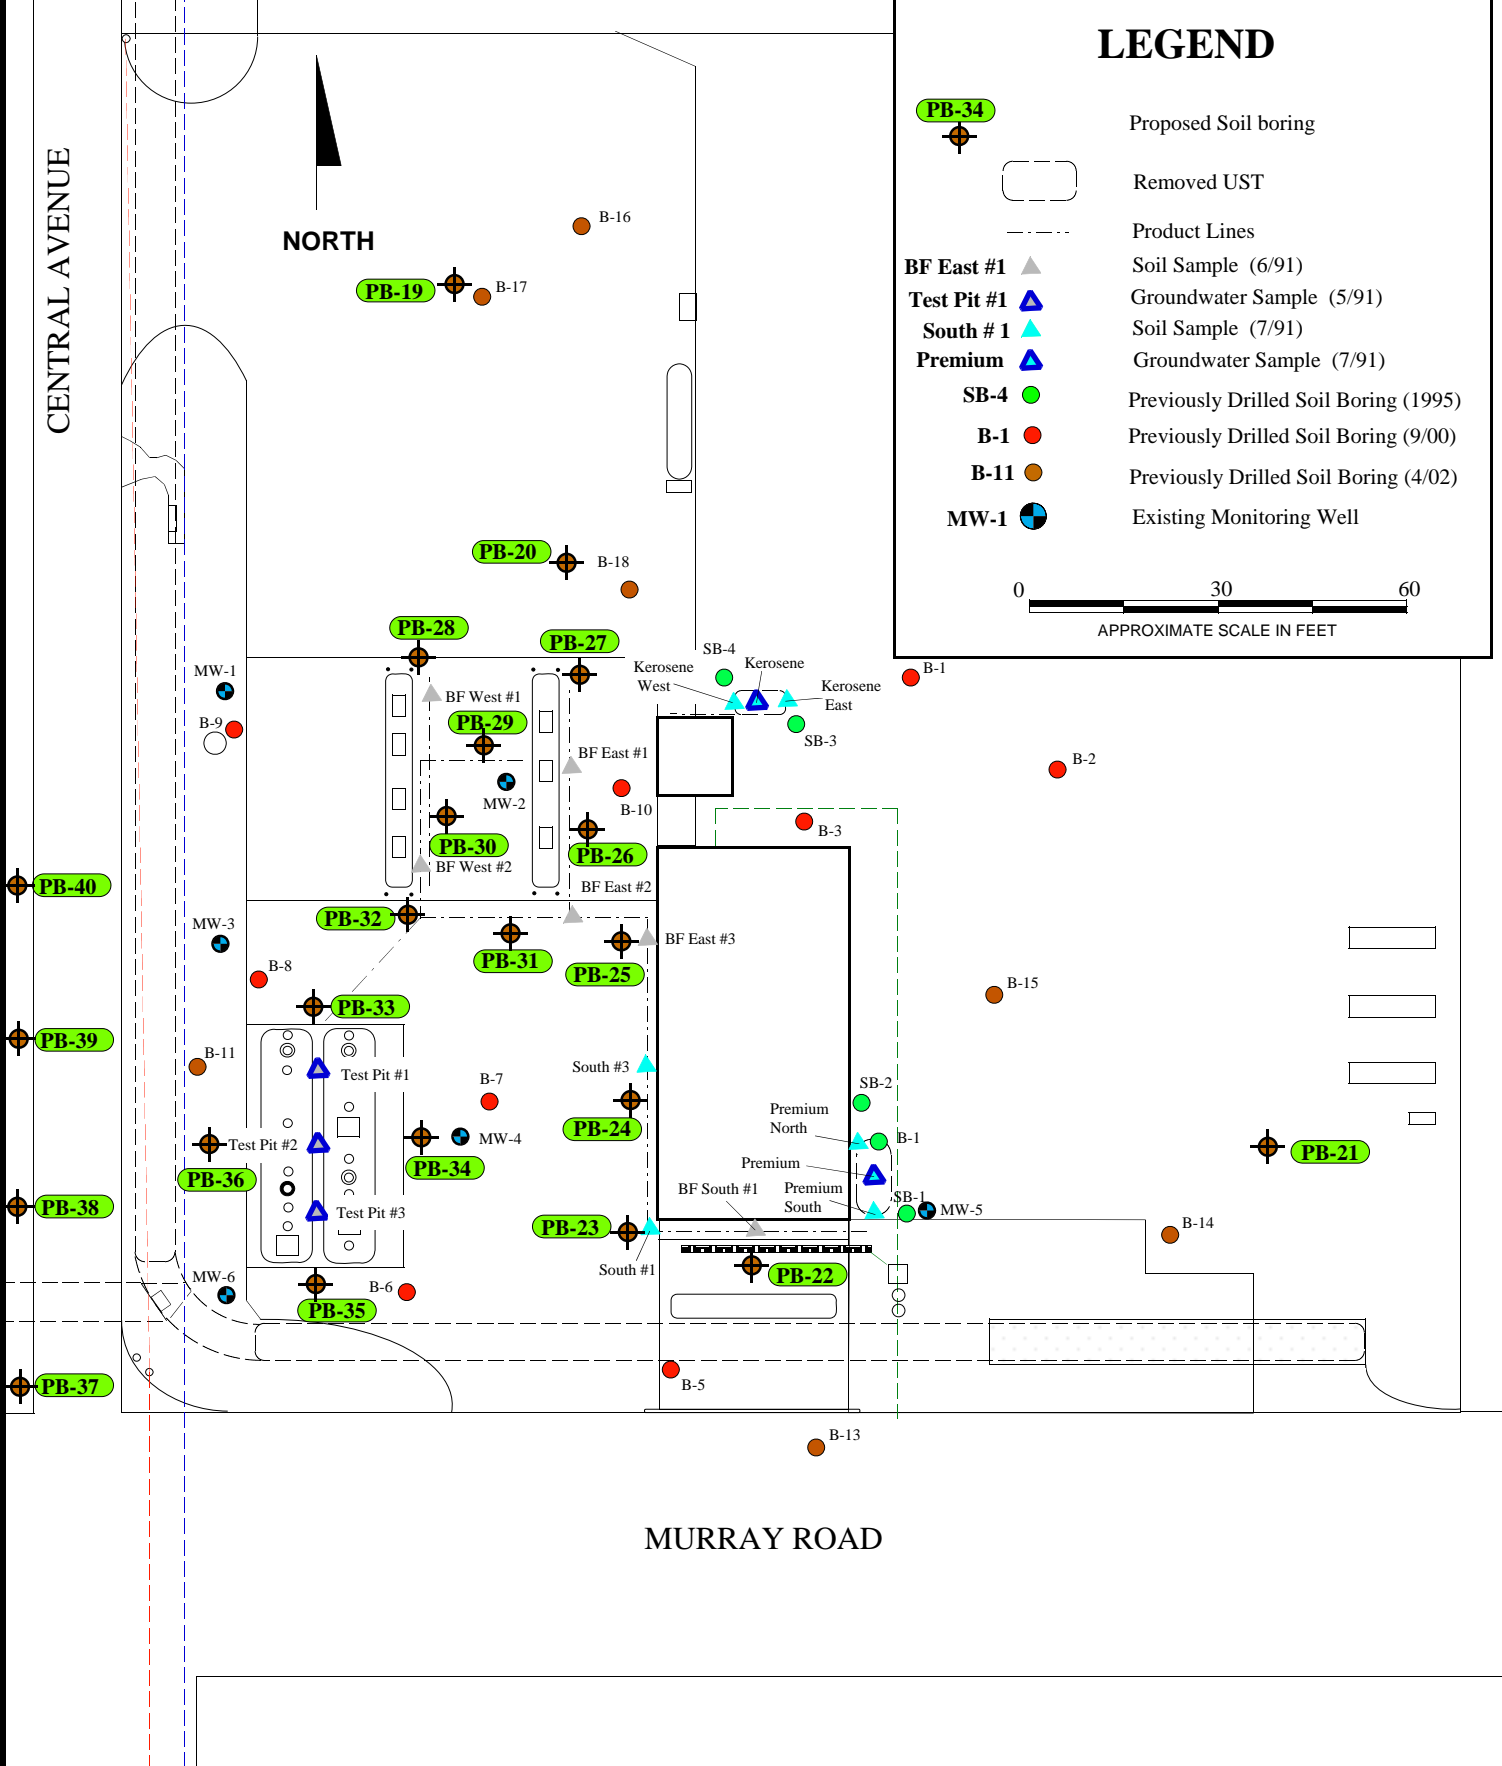 LEGEND
PB-34
Proposed Soil boring
Removed UST
Product Lines
BF East #1
Soil Sample (6/91)
Test Pit #1
Groundwater Sample (5/91)
South # 1
Soil Sample (7/91)
Premium
Groundwater Sample (7/91)
SB-4
Previously Drilled Soil Boring (1995)
B-1
Previously Drilled Soil Boring (9/00)
B-11
Previously Drilled Soil Boring (4/02)
MW-1
Existing Monitoring Well
0 30 60
APPROXIMATE SCALE IN FEET
CENTRAL AVENUE
NORTH
B-16
PB-19
B-17
PB-20
B-18
PB-28
PB-27
SB-4
Kerosene
Kerosene
West
Kerosene
East
B-1
MW-1
BF West #1
B-9
PB-29
SB-3
BF East #1
B-2
MW-2
B-10
B-3
PB-30
PB-26
BF West #2
PB-40
BF East #2
PB-32
MW-3
BF East #3
PB-31
PB-25
B-8
B-15
PB-33
PB-39
B-11
Test Pit #1
South #3
B-7
SB-2
Premium
North
PB-24
B-1
Test Pit #2
MW-4
PB-21
PB-34
Premium
PB-36
BF South #1
Premium
South
SB-1
MW-5
PB-38
Test Pit #3
PB-23
B-14
South #1
PB-22
MW-6
B-6
PB-35
PB-37
B-5
B-13
MURRAY ROAD